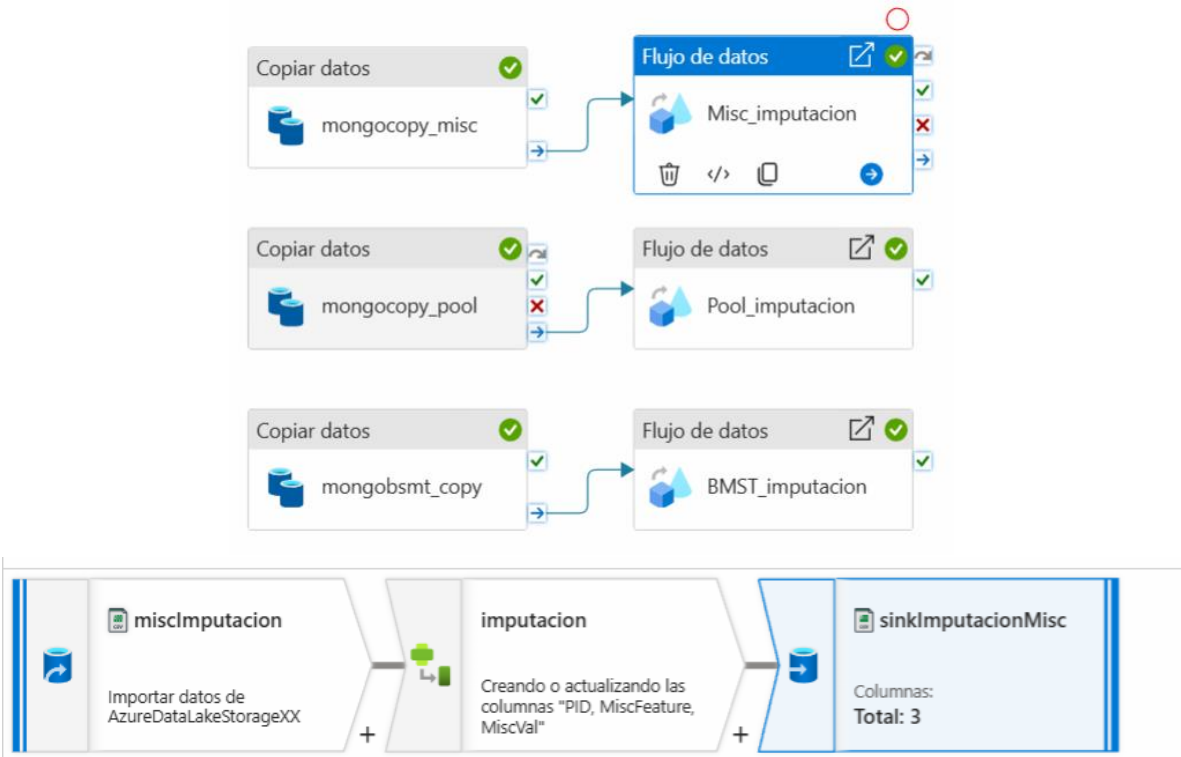 Copiar datos
mongocopy_misc
Flujo de datos
Misc_imputacion
Copiar datos
mongocopy_pool
Flujo de datos
Pool_imputacion
Copiar datos
mongobsmt_copy
Flujo de datos
BMST_imputacion
miscImputacion
Importar datos de
AzureDataLakeStorageXX
+
imputacion
Creando o actualizando las
columnas "PID, MiscFeature,
MiscVal"
+
sinkImputacionMisc
Columnas:
Total: 3